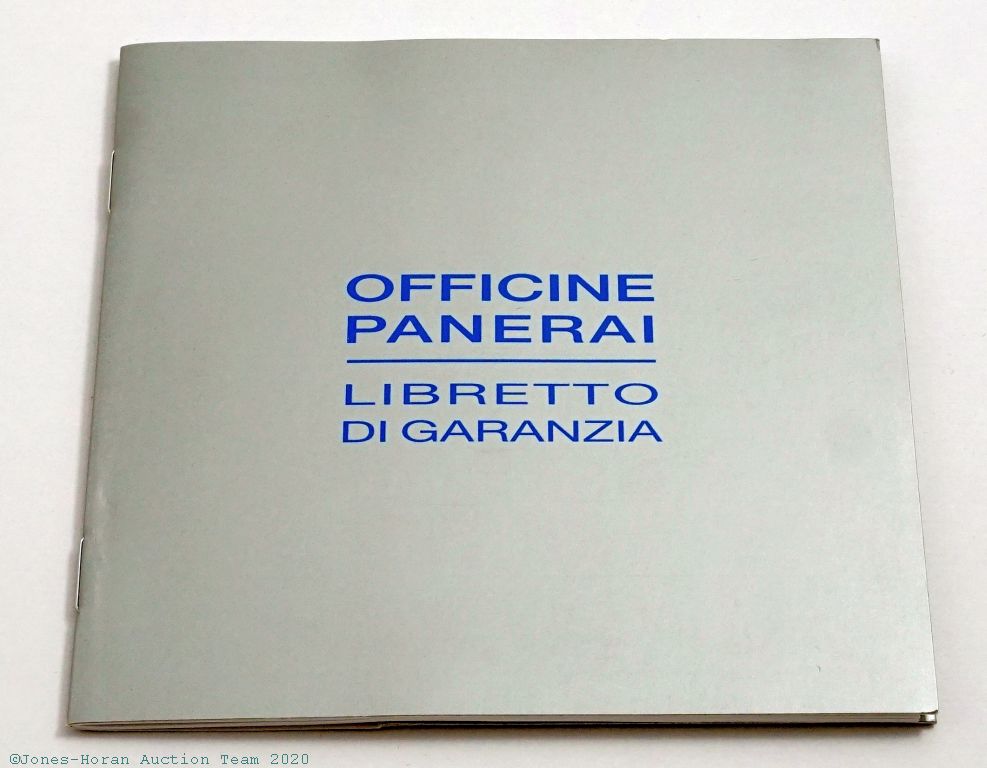 OFFICINE
PANERAI
LIBRETTO
DI GARANZIA
©Jones-Horan Auction Team 2020